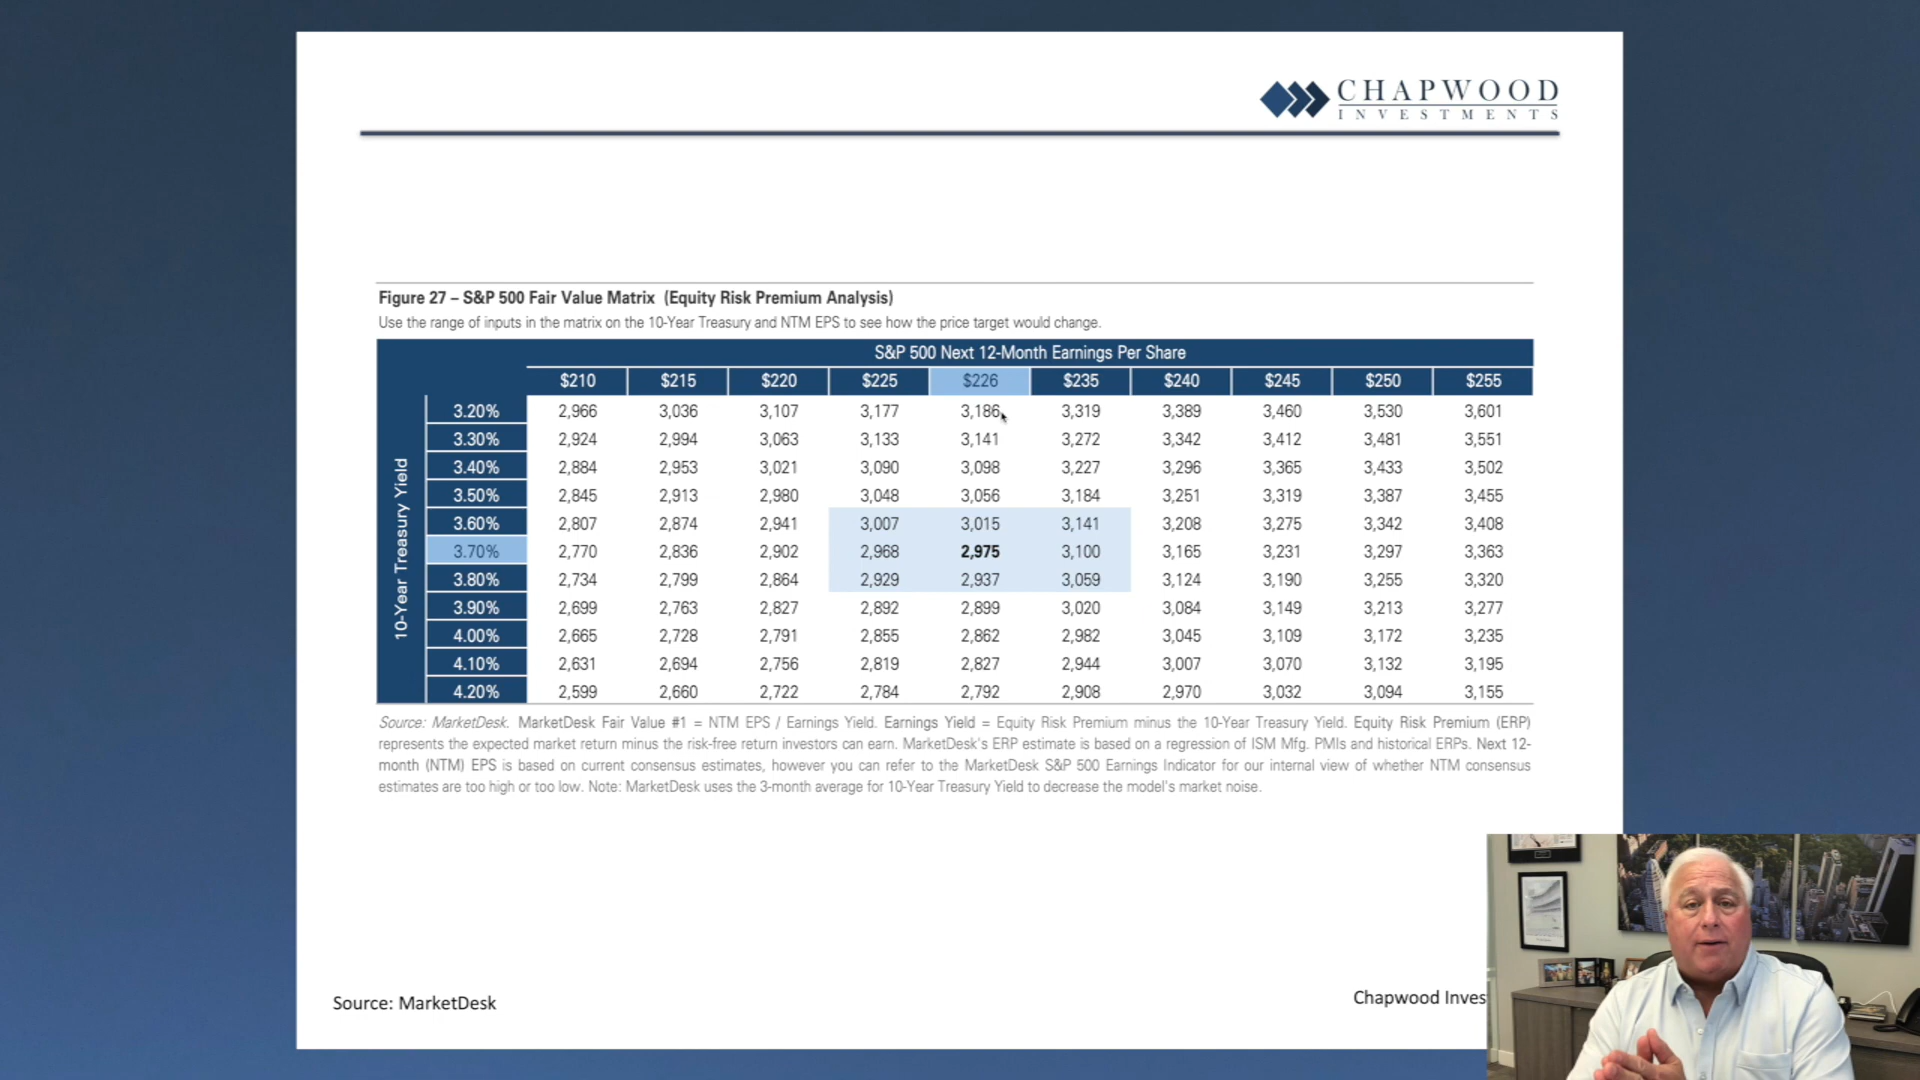 CHAPWOOD
INVESTMENTS
Figure 27 – S&P 500 Fair Value Matrix (Equity Risk Premium Analysis)
Use the range of inputs in the matrix on the 10-Year Treasury and NTM EPS to see how the price target would change.
S&P 500 Next 12-Month Earnings Per Share
$210 $215 $220 $225 $226 $235 $240 $245 $250 $255
10-Year Treasury Yield
3.20% 2,966 3,036 3,107 3,177 3,186 3,319 3,389 3,460 3,530 3,601
3.30% 2,924 2,994 3,063 3,133 3,141 3,272 3,342 3,412 3,481 3,551
3.40% 2,884 2,953 3,021 3,090 3,098 3,227 3,296 3,365 3,433 3,502
3.50% 2,845 2,913 2,980 3,048 3,056 3,184 3,251 3,319 3,387 3,455
3.60% 2,807 2,874 2,941 3,007 3,015 3,141 3,208 3,275 3,342 3,408
3.70% 2,770 2,836 2,902 2,968 2,975 3,100 3,165 3,231 3,297 3,363
3.80% 2,734 2,799 2,864 2,929 2,937 3,059 3,124 3,190 3,255 3,320
3.90% 2,699 2,763 2,827 2,892 2,899 3,020 3,084 3,149 3,213 3,277
4.00% 2,665 2,728 2,791 2,855 2,862 2,982 3,045 3,109 3,172 3,235
4.10% 2,631 2,694 2,756 2,819 2,827 2,944 3,007 3,070 3,132 3,195
4.20% 2,599 2,660 2,722 2,784 2,792 2,908 2,970 3,032 3,094 3,155
Source: MarketDesk. MarketDesk Fair Value #1 = NTM EPS / Earnings Yield. Earnings Yield = Equity Risk Premium minus the 10-Year Treasury Yield. Equity Risk Premium (ERP)
represents the expected market return minus the risk-free return investors can earn. MarketDesk's ERP estimate is based on a regression of ISM Mfg. PMIs and historical ERPs. Next 12-
month (NTM) EPS is based on current consensus estimates, however you can refer to the MarketDesk S&P 500 Earnings Indicator for our internal view of whether NTM consensus
estimates are too high or too low. Note: MarketDesk uses the 3-month average for 10-Year Treasury Yield to decrease the model's market noise.
Source: MarketDesk
Chapwood Inves